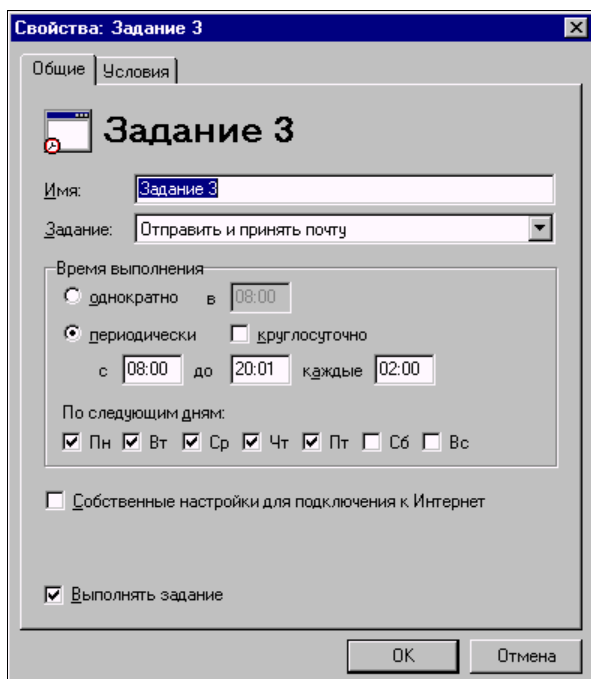 Свойства: Задание 3
Общие Условия
Задание 3
Имя: Задание 3
Задание: Отправить и принять почту
Время выполнения
однократно в 08:00
периодически круглосуточно
с 08:00 до 20:01 каждые 02:00
По следующим дням:
Пн Вт Ср Чт Пт Сб Вс
Собственные настройки для подключения к Интернет
Выполнять задание
OK Отмена